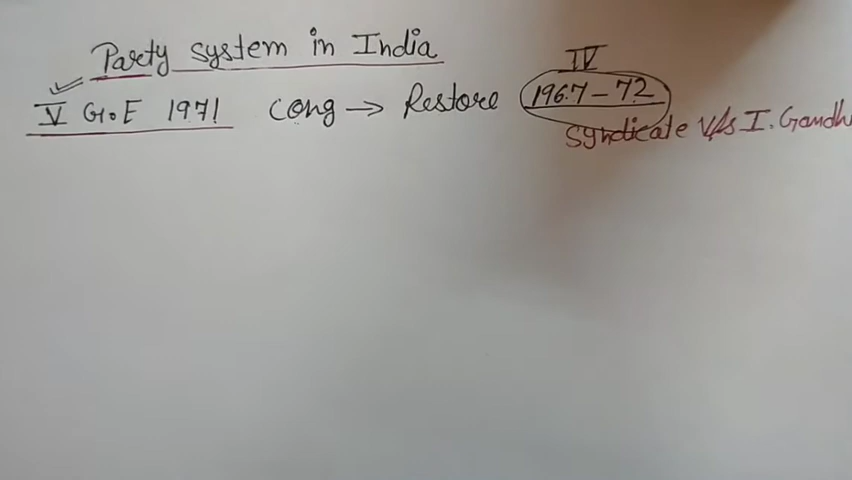 Party system in India
IV
V G.E 1971 Cong → Restore 1967-72
Syndicate V/s I. Gandh